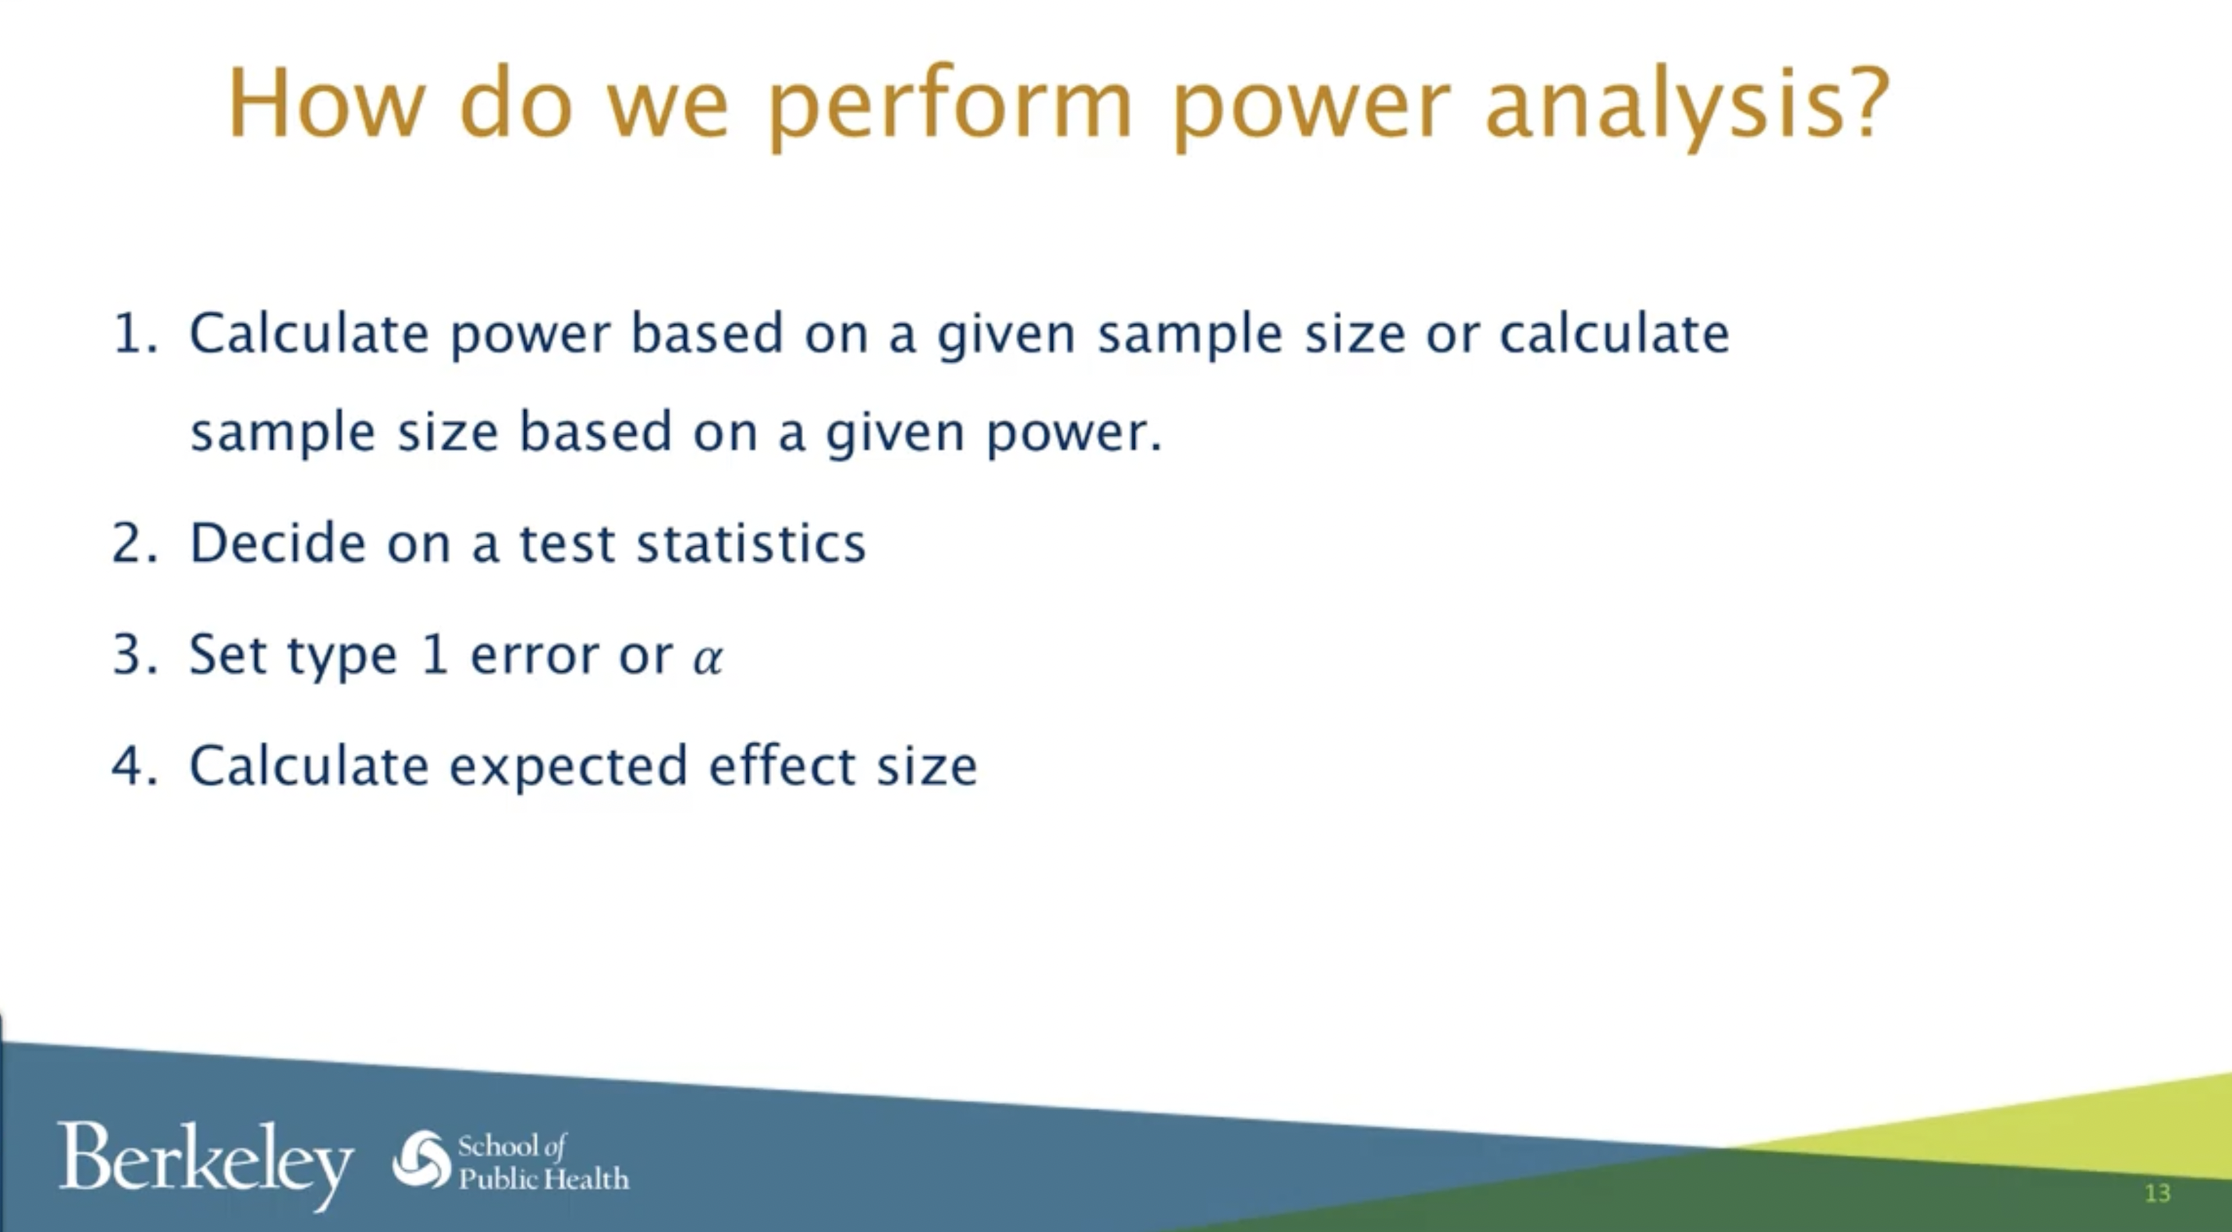 How do we perform power analysis?
1. Calculate power based on a given sample size or calculate
sample size based on a given power.
2. Decide on a test statistics
3. Set type 1 error or α
4. Calculate expected effect size
Berkeley
School of
Public Health
13